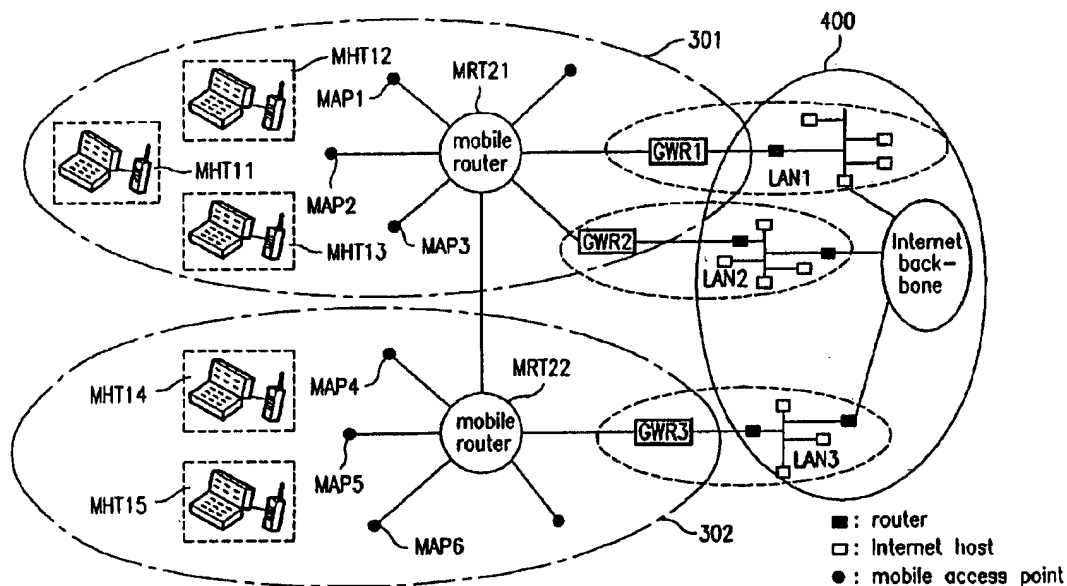 301
400
MHT12
MAP1
MRT21
mobile
router
MHT11
MAP2
GWR1
LAN1
MAP3
MHT13
GWR2
LAN2
Internet
back-
bone
MHT14
MAP4
MRT22
mobile
router
GWR3
LAN3
MAP5
MHT15
MAP6
302
: router
: Internet host
: mobile access point